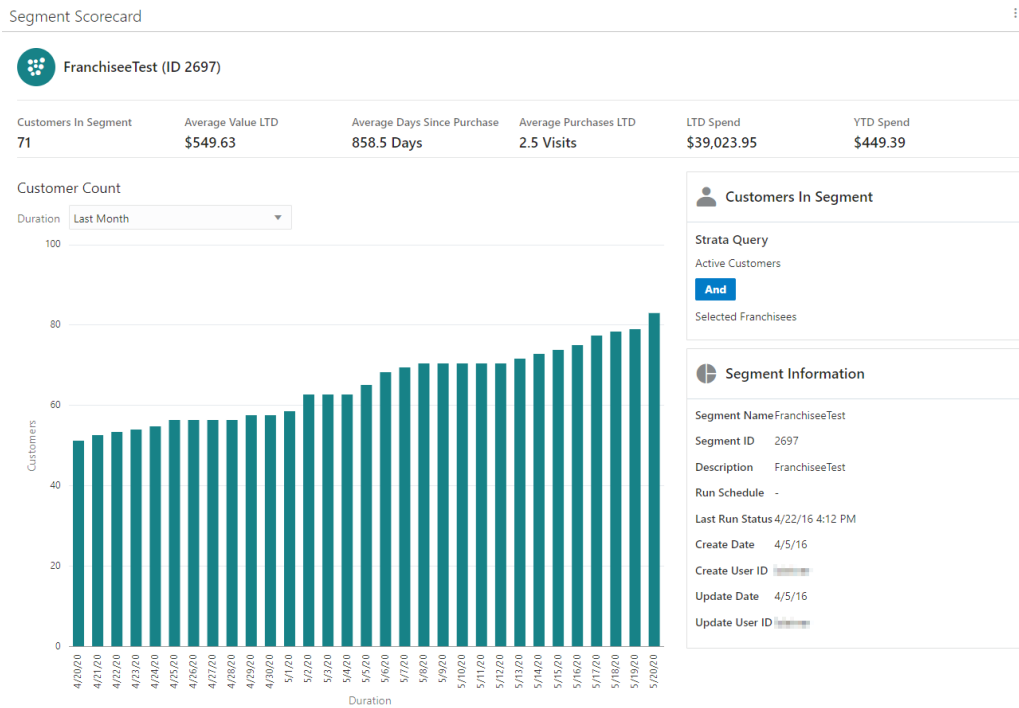 Segment Scorecard
FranchiseeTest (ID 2697)
Customers In Segment
71
Average Value LTD
$549.63
Average Days Since Purchase
858.5 Days
Average Purchases LTD
2.5 Visits
LTD Spend
$39,023.95
YTD Spend
$449.39
Customer Count
Duration Last Month
100
80
60
40
20
0
Customers
4/20/20
4/21/20
4/22/20
4/23/20
4/24/20
4/25/20
4/26/20
4/27/20
4/28/20
4/29/20
4/30/20
5/1/20
5/2/20
5/3/20
5/4/20
5/5/20
5/6/20
5/7/20
5/8/20
5/9/20
5/10/20
5/11/20
5/12/20
5/13/20
5/14/20
5/15/20
5/16/20
5/17/20
5/18/20
5/19/20
5/20/20
Duration
Customers In Segment
Strata Query
Active Customers
And
Selected Franchisees
Segment Information
Segment Name FranchiseeTest
Segment ID 2697
Description FranchiseeTest
Run Schedule -
Last Run Status 4/22/16 4:12 PM
Create Date 4/5/16
Create User ID
Update Date 4/5/16
Update User ID